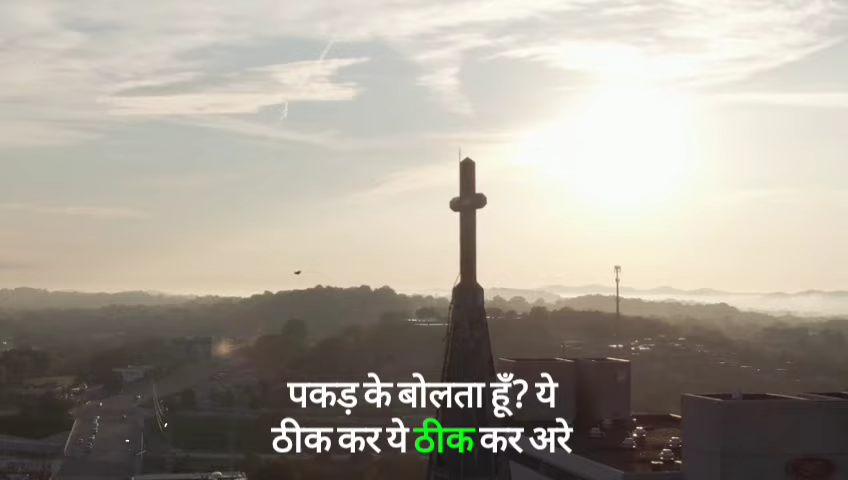 पकड़ के बोलता हूँ? ये
ठीक कर ये ठीक कर अरे